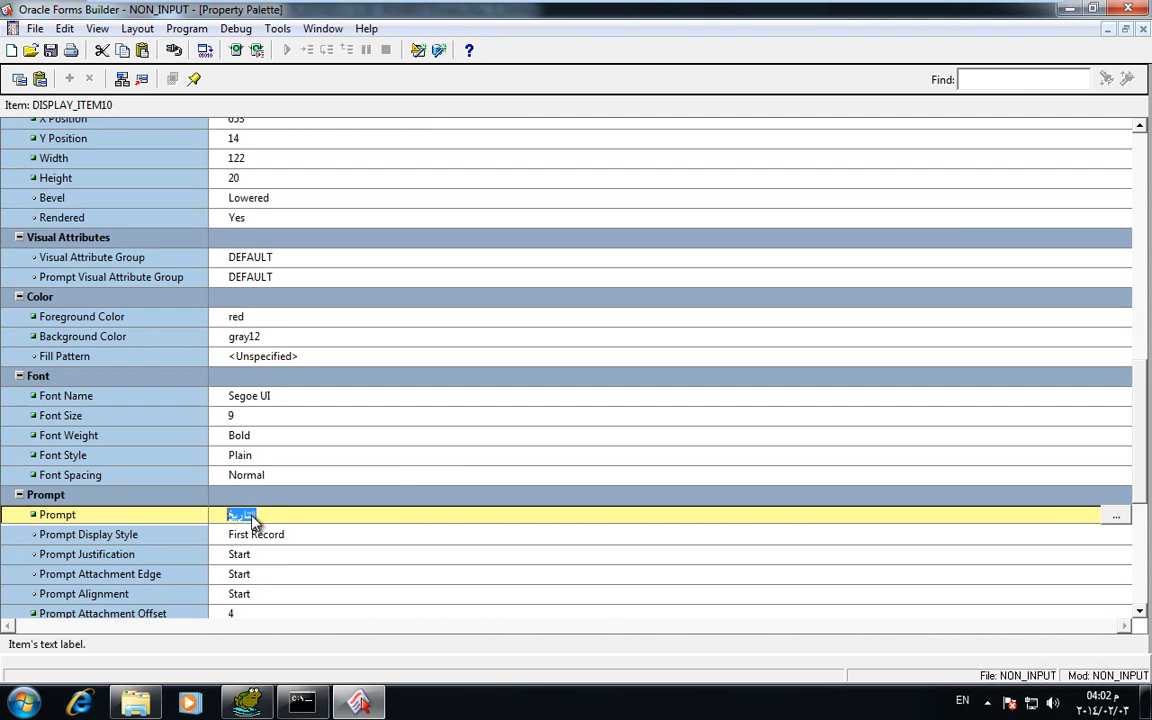 Oracle Forms Builder - NON_INPUT - [Property Palette]
File Edit View Layout Program Debug Tools Window Help
Find:
Item: DISPLAY_ITEM10
X Position 653
Y Position 14
Width 122
Height 20
Bevel Lowered
Rendered Yes
Visual Attributes
Visual Attribute Group DEFAULT
Prompt Visual Attribute Group DEFAULT
Color
Foreground Color red
Background Color gray12
Fill Pattern <Unspecified>
Font
Font Name Segoe UI
Font Size 9
Font Weight Bold
Font Style Plain
Font Spacing Normal
Prompt
Prompt
Prompt Display Style First Record
Prompt Justification Start
Prompt Attachment Edge Start
Prompt Alignment Start
Prompt Attachment Offset 4
Item's text label.
File: NON_INPUT Mod: NON_INPUT
EN
04:02 م
٢٠١٤/٠٢/٠٣